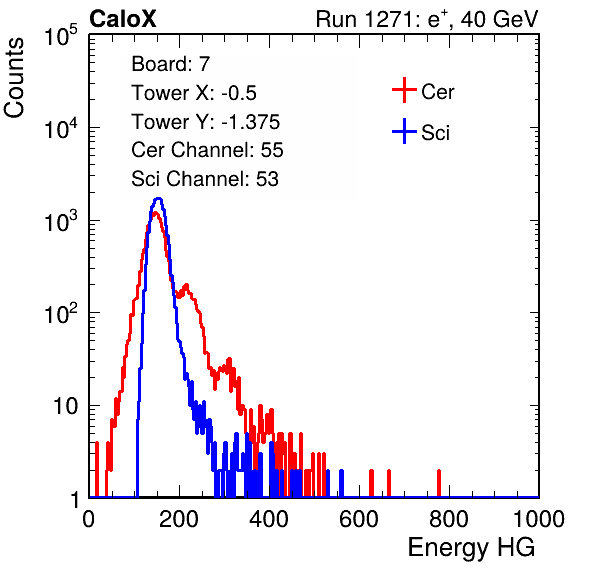 CaloX Run 1271: e⁺, 40 GeV
Counts
Board: 7
Tower X: -0.5
Tower Y: -1.375
Cer Channel: 55
Sci Channel: 53
Cer
Sci
10⁵
10⁴
10³
10²
10
1
0 200 400 600 800 1000
Energy HG